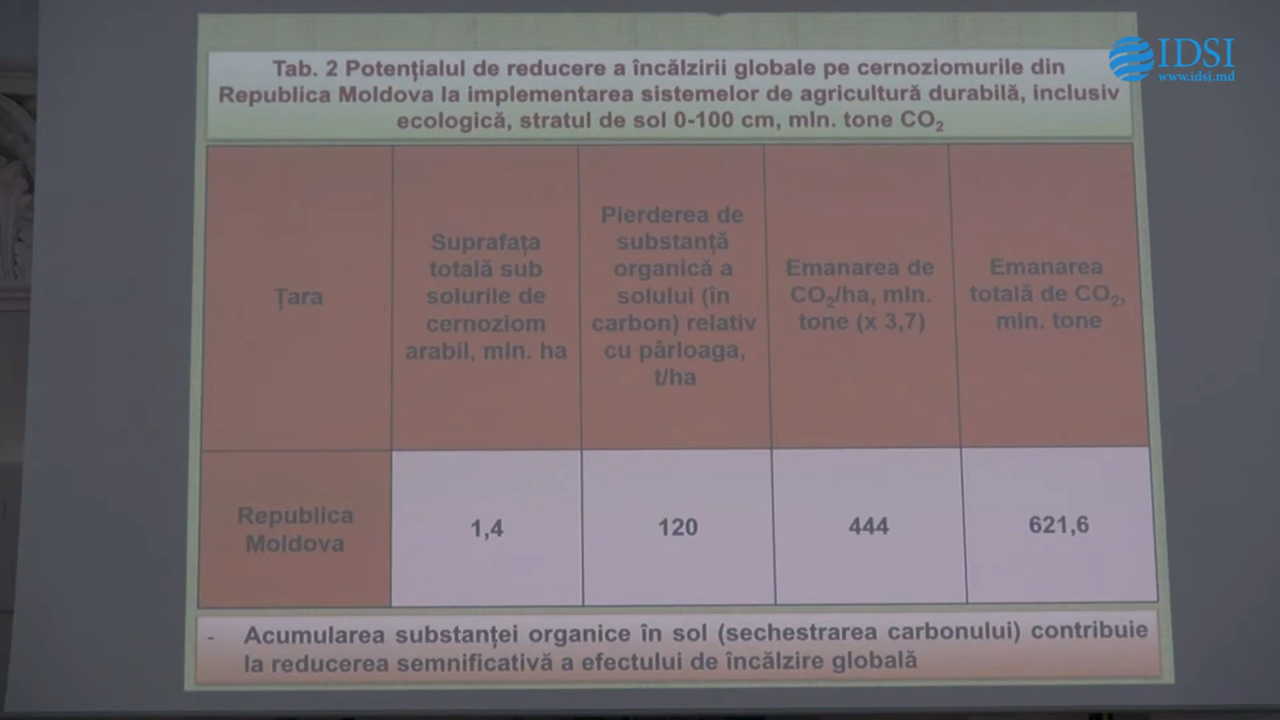 IDSI
www.idsi.md
Tab. 2 Potențialul de reducere a încălzirii globale pe cernoziomurile din
Republica Moldova la implementarea sistemelor de agricultură durabilă, inclusiv
ecologică, stratul de sol 0-100 cm, mln. tone CO₂
Țara
Suprafața
totală sub
solurile de
cernoziom
arabil, mln. ha
Pierderea de
substanță
organică a
solului (în
carbon) relativ
cu pârloaga,
t/ha
Emanarea de
CO₂/ha, mln.
tone (x 3,7)
Emanarea
totală de CO₂,
mln. tone
Republica
Moldova
1,4
120
444
621,6
- Acumularea substanței organice în sol (sechestrarea carbonului) contribuie
la reducerea semnificativă a efectului de încălzire globală